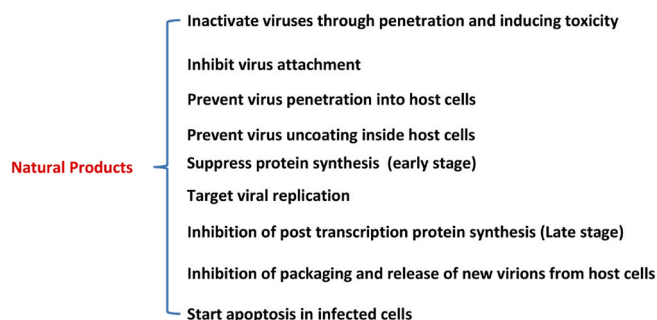 Inactivate viruses through penetration and inducing toxicity
Inhibit virus attachment
Prevent virus penetration into host cells
Prevent virus uncoating inside host cells
Natural Products
Suppress protein synthesis (early stage)
Target viral replication
Inhibition of post transcription protein synthesis (Late stage)
Inhibition of packaging and release of new virions from host cells
Start apoptosis in infected cells